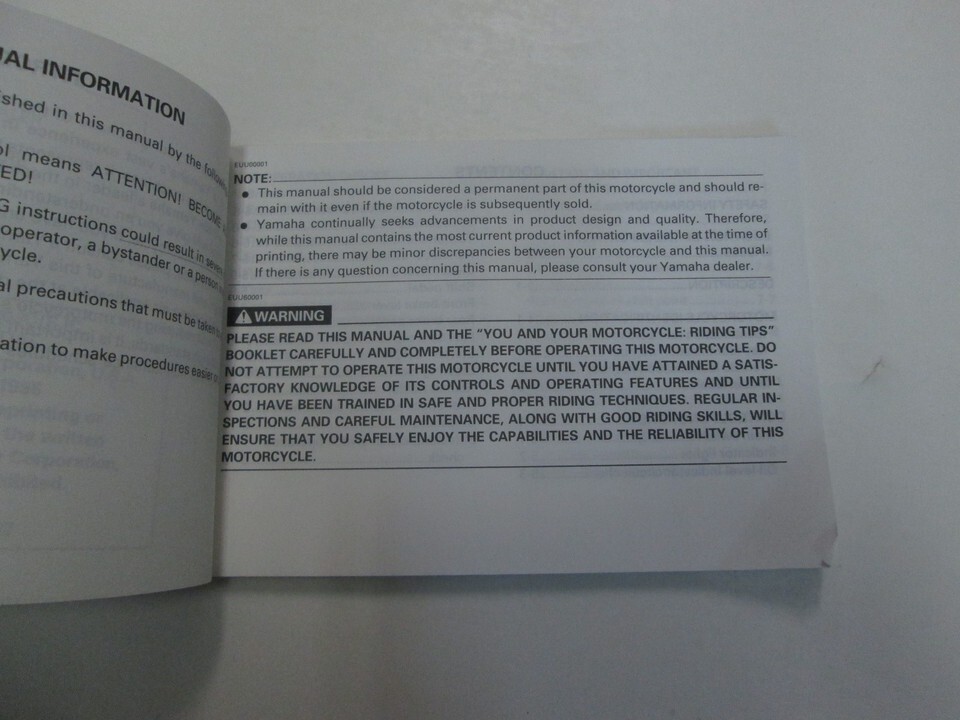 UAL INFORMATION
shed in this manual by the
ol means ATTENTION! BECOME
ED!
G instructions could result in
operator, a bystander or a person
ycle.
al precautions that must be taken
ation to make procedures easier
EUU00001
NOTE:
● This manual should be considered a permanent part of this motorcycle and should re-
main with it even if the motorcycle is subsequently sold.
● Yamaha continually seeks advancements in product design and quality. Therefore,
while this manual contains the most current product information available at the time of
printing, there may be minor discrepancies between your motorcycle and this manual.
If there is any question concerning this manual, please consult your Yamaha dealer.
EUU60001
WARNING
PLEASE READ THIS MANUAL AND THE “YOU AND YOUR MOTORCYCLE: RIDING TIPS”
BOOKLET CAREFULLY AND COMPLETELY BEFORE OPERATING THIS MOTORCYCLE. DO
NOT ATTEMPT TO OPERATE THIS MOTORCYCLE UNTIL YOU HAVE ATTAINED A SATIS-
FACTORY KNOWLEDGE OF ITS CONTROLS AND OPERATING FEATURES AND UNTIL
YOU HAVE BEEN TRAINED IN SAFE AND PROPER RIDING TECHNIQUES. REGULAR IN-
SPECTIONS AND CAREFUL MAINTENANCE, ALONG WITH GOOD RIDING SKILLS, WILL
ENSURE THAT YOU SAFELY ENJOY THE CAPABILITIES AND THE RELIABILITY OF THIS
MOTORCYCLE.